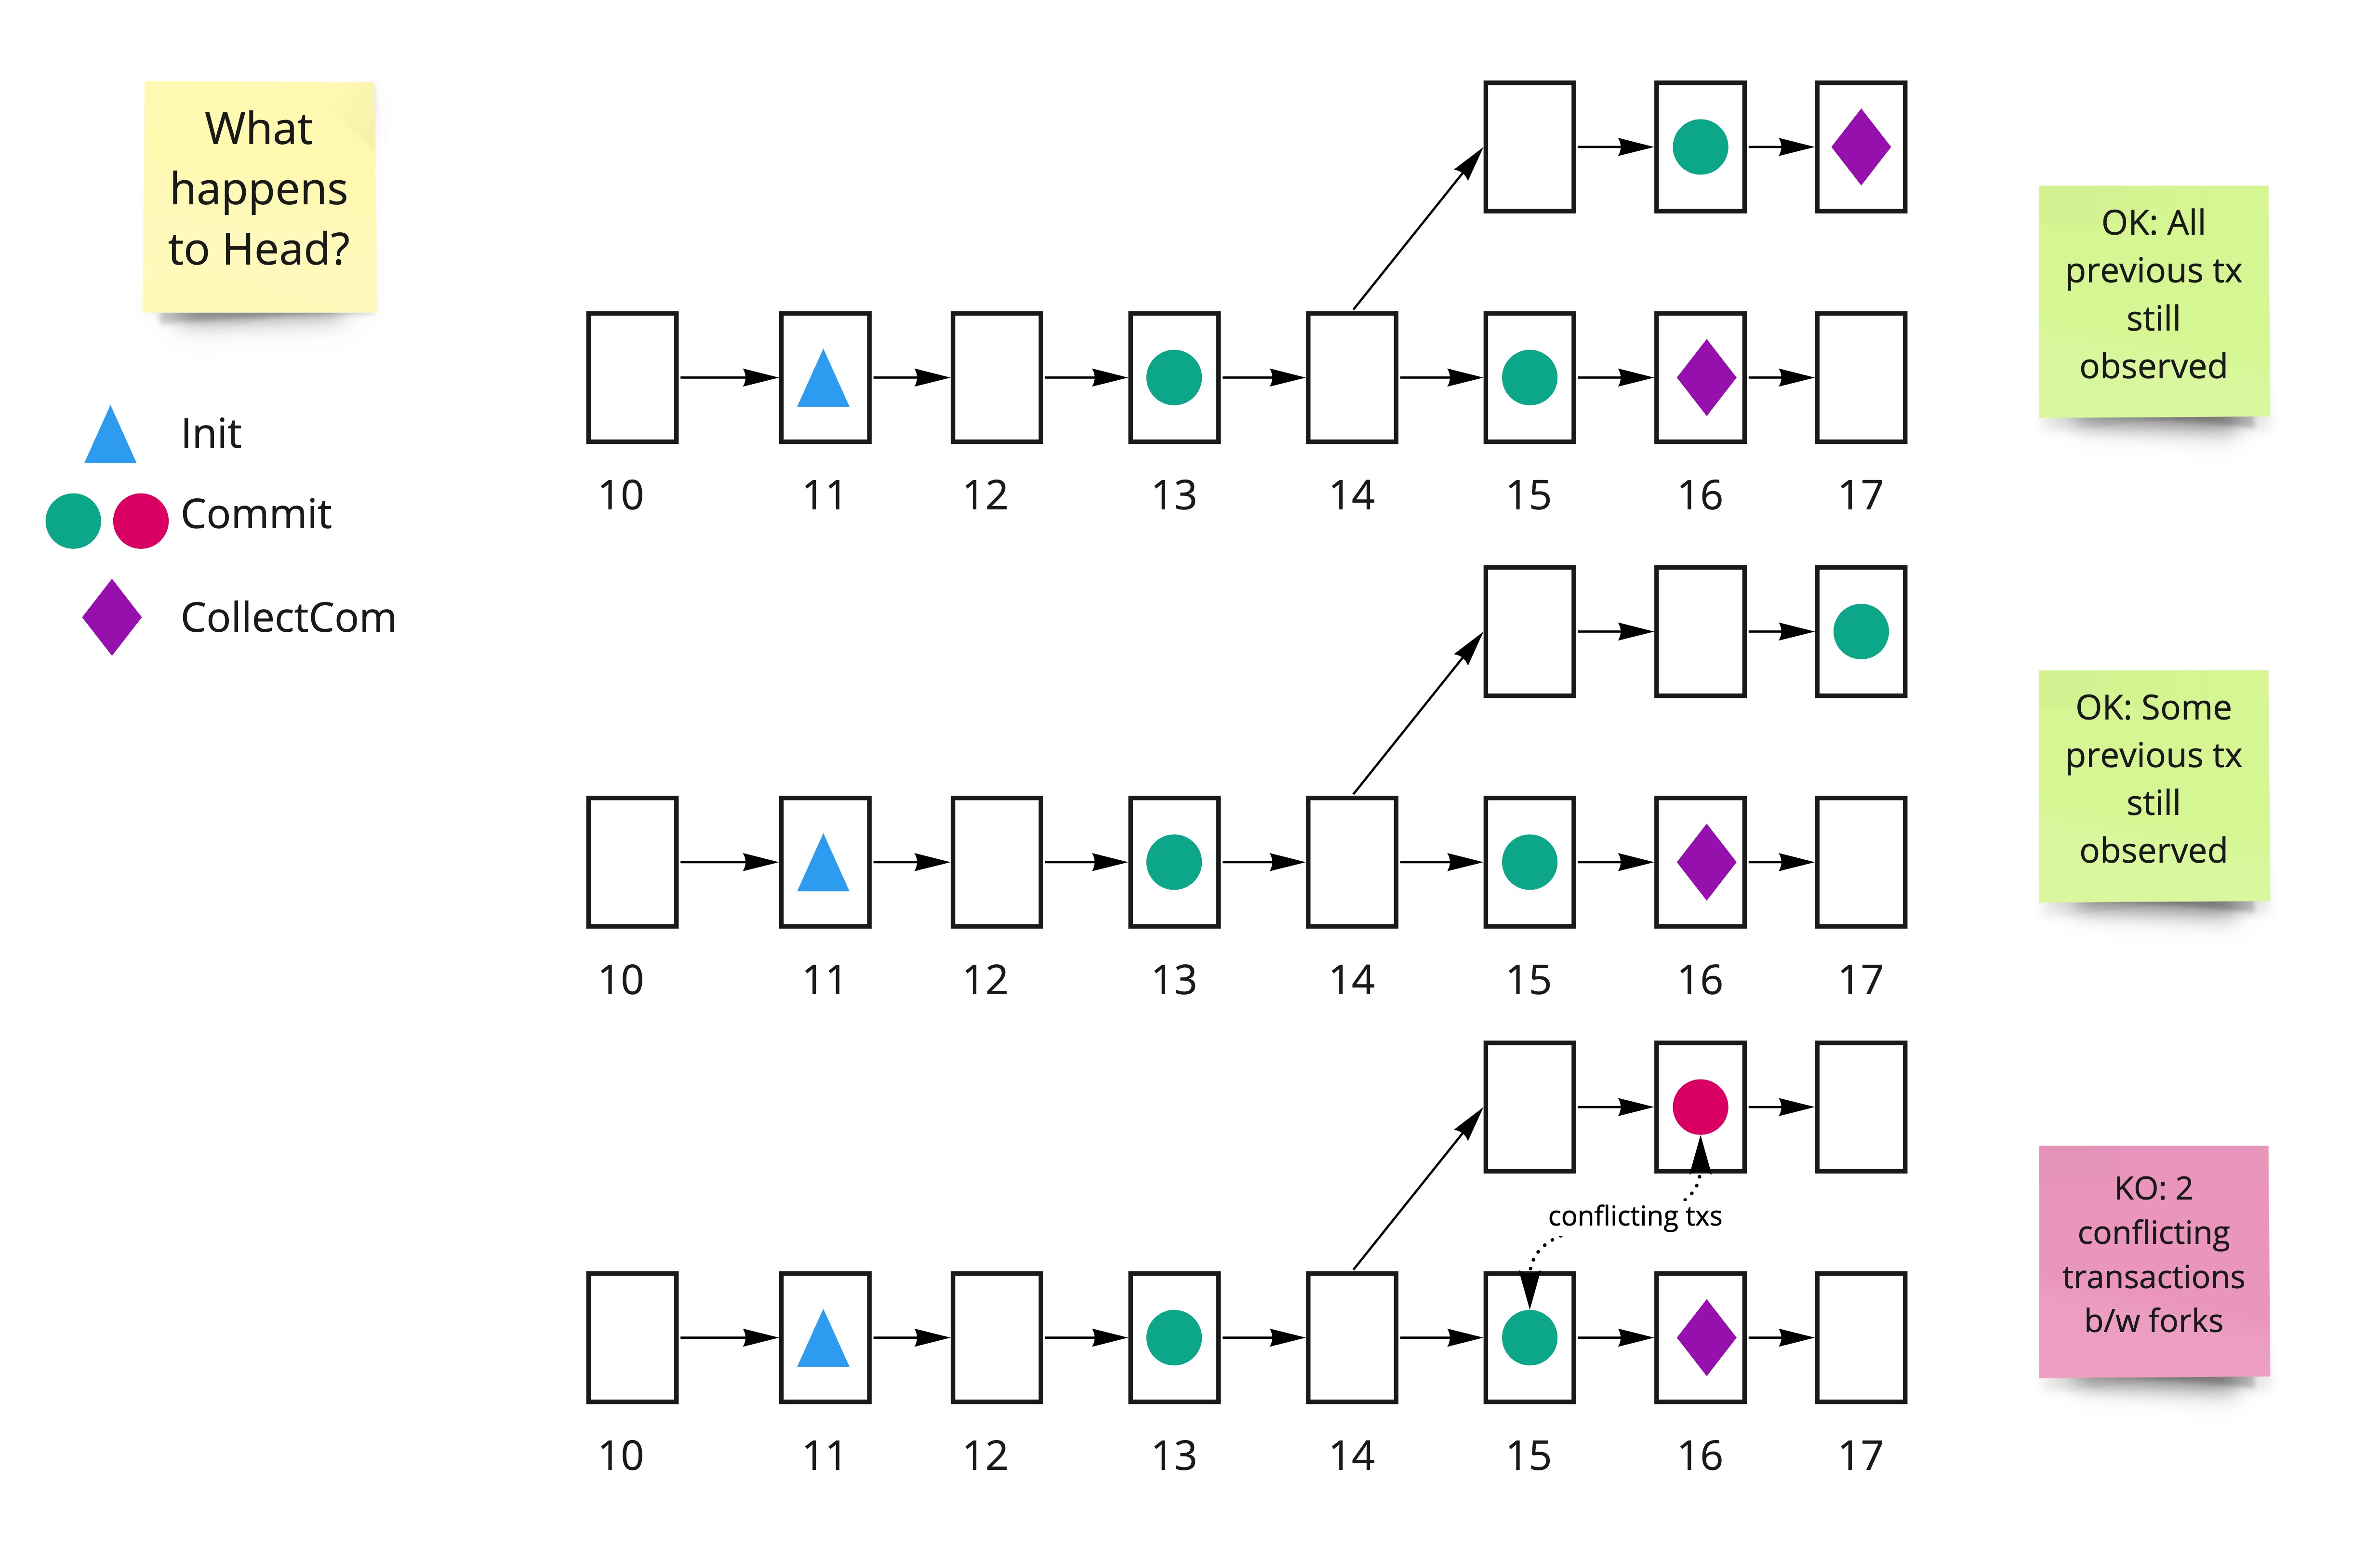 What
happens
to Head?
Init
Commit
CollectCom
10 11 12 13 14 15 16 17
OK: All
previous tx
still
observed
10 11 12 13 14 15 16 17
OK: Some
previous tx
still
observed
conflicting txs
10 11 12 13 14 15 16 17
KO: 2
conflicting
transactions
b/w forks